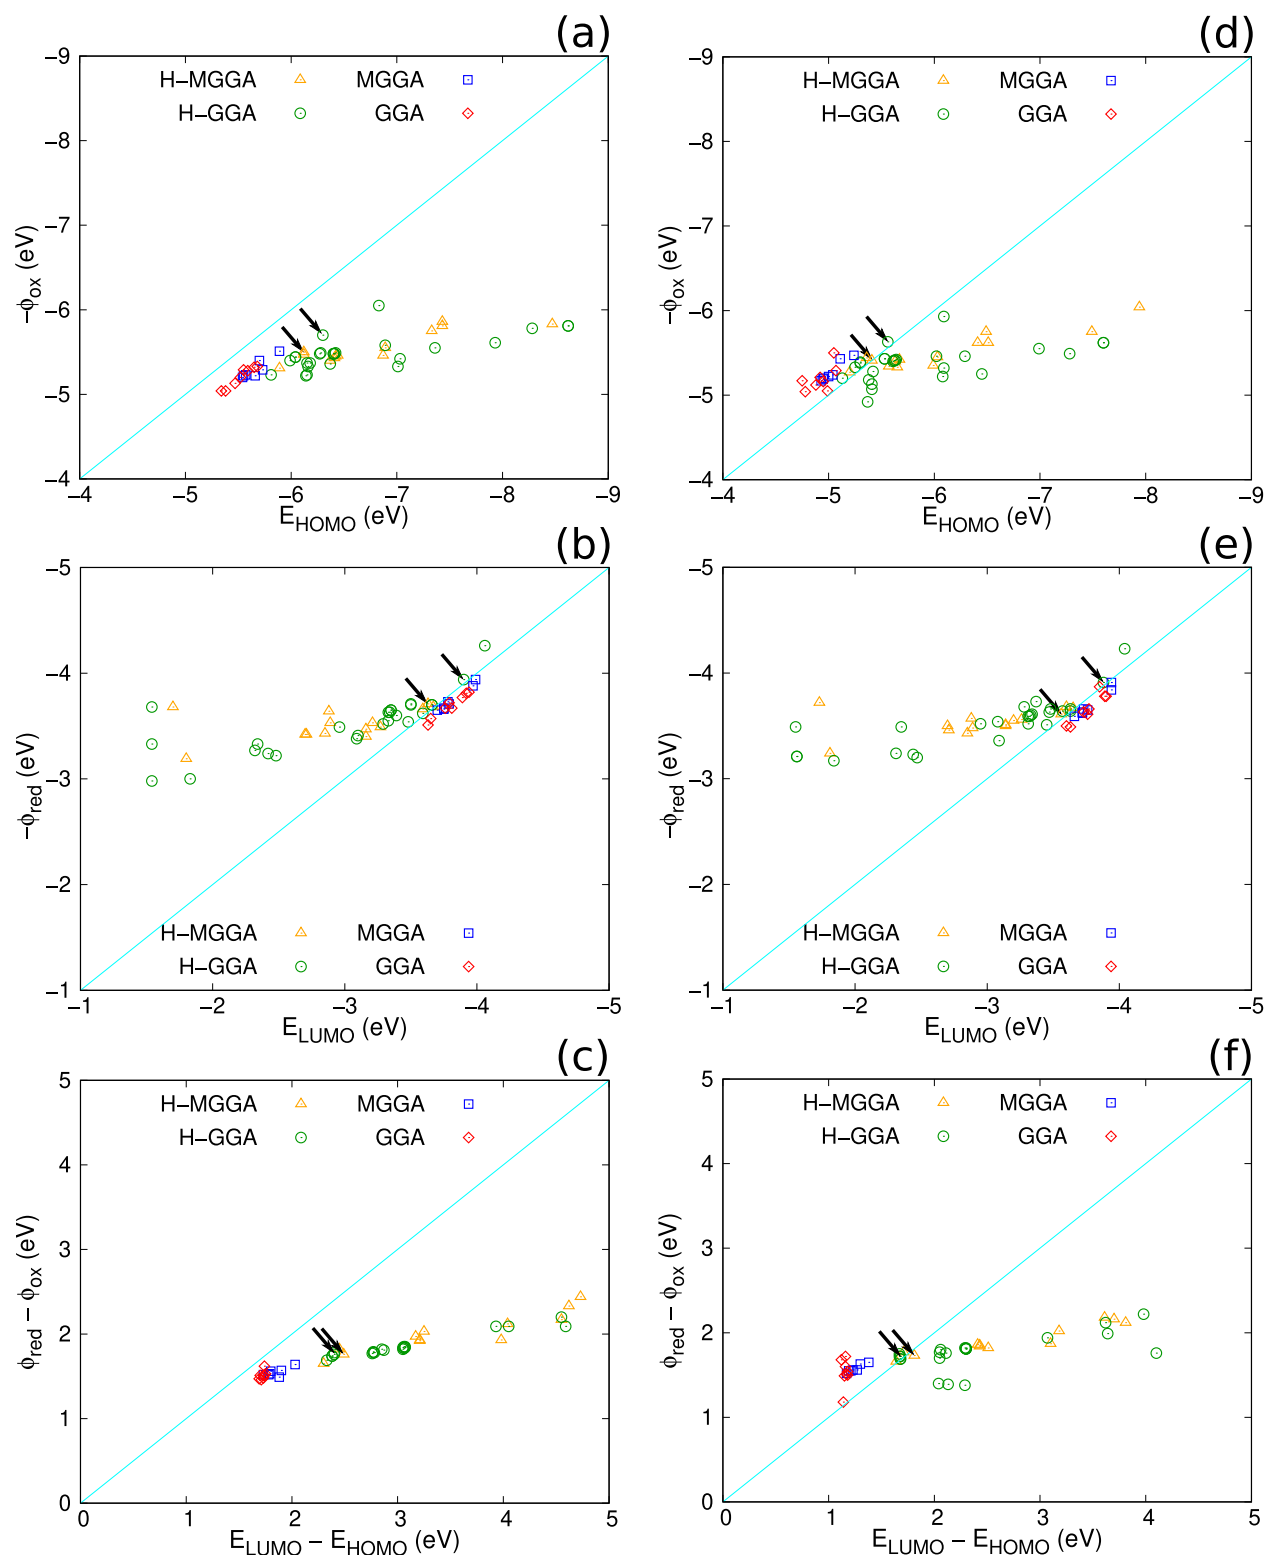 (a)
−9
−8
−7
−6
−5
−4
−ϕox (eV)
H−MGGA MGGA
H−GGA GGA
−4 −5 −6 −7 −8 −9
EHOMO (eV)
(d)
−9
−8
−7
−6
−5
−4
−ϕox (eV)
H−MGGA MGGA
H−GGA GGA
−4 −5 −6 −7 −8 −9
EHOMO (eV)
(b)
−5
−4
−3
−2
−1
−ϕred (eV)
H−MGGA MGGA
H−GGA GGA
−1 −2 −3 −4 −5
ELUMO (eV)
(e)
−5
−4
−3
−2
−1
−ϕred (eV)
H−MGGA MGGA
H−GGA GGA
−1 −2 −3 −4 −5
ELUMO (eV)
(c)
5
4
3
2
1
0
ϕred − ϕox (eV)
H−MGGA MGGA
H−GGA GGA
0 1 2 3 4 5
ELUMO − EHOMO (eV)
(f)
5
4
3
2
1
0
ϕred − ϕox (eV)
H−MGGA MGGA
H−GGA GGA
0 1 2 3 4 5
ELUMO − EHOMO (eV)